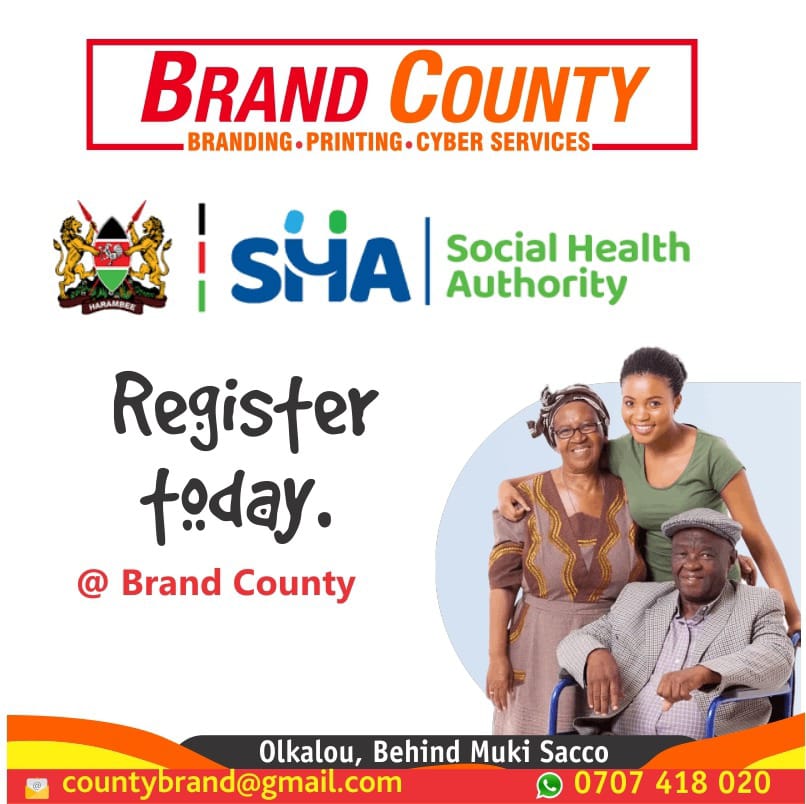 BRAND COUNTY
BRANDING•PRINTING•CYBER SERVICES
HARAMBEE
SHA
Social Health
Authority
Register
today.
@ Brand County
Olkalou, Behind Muki Sacco
countybrand@gmail.com
0707 418 020